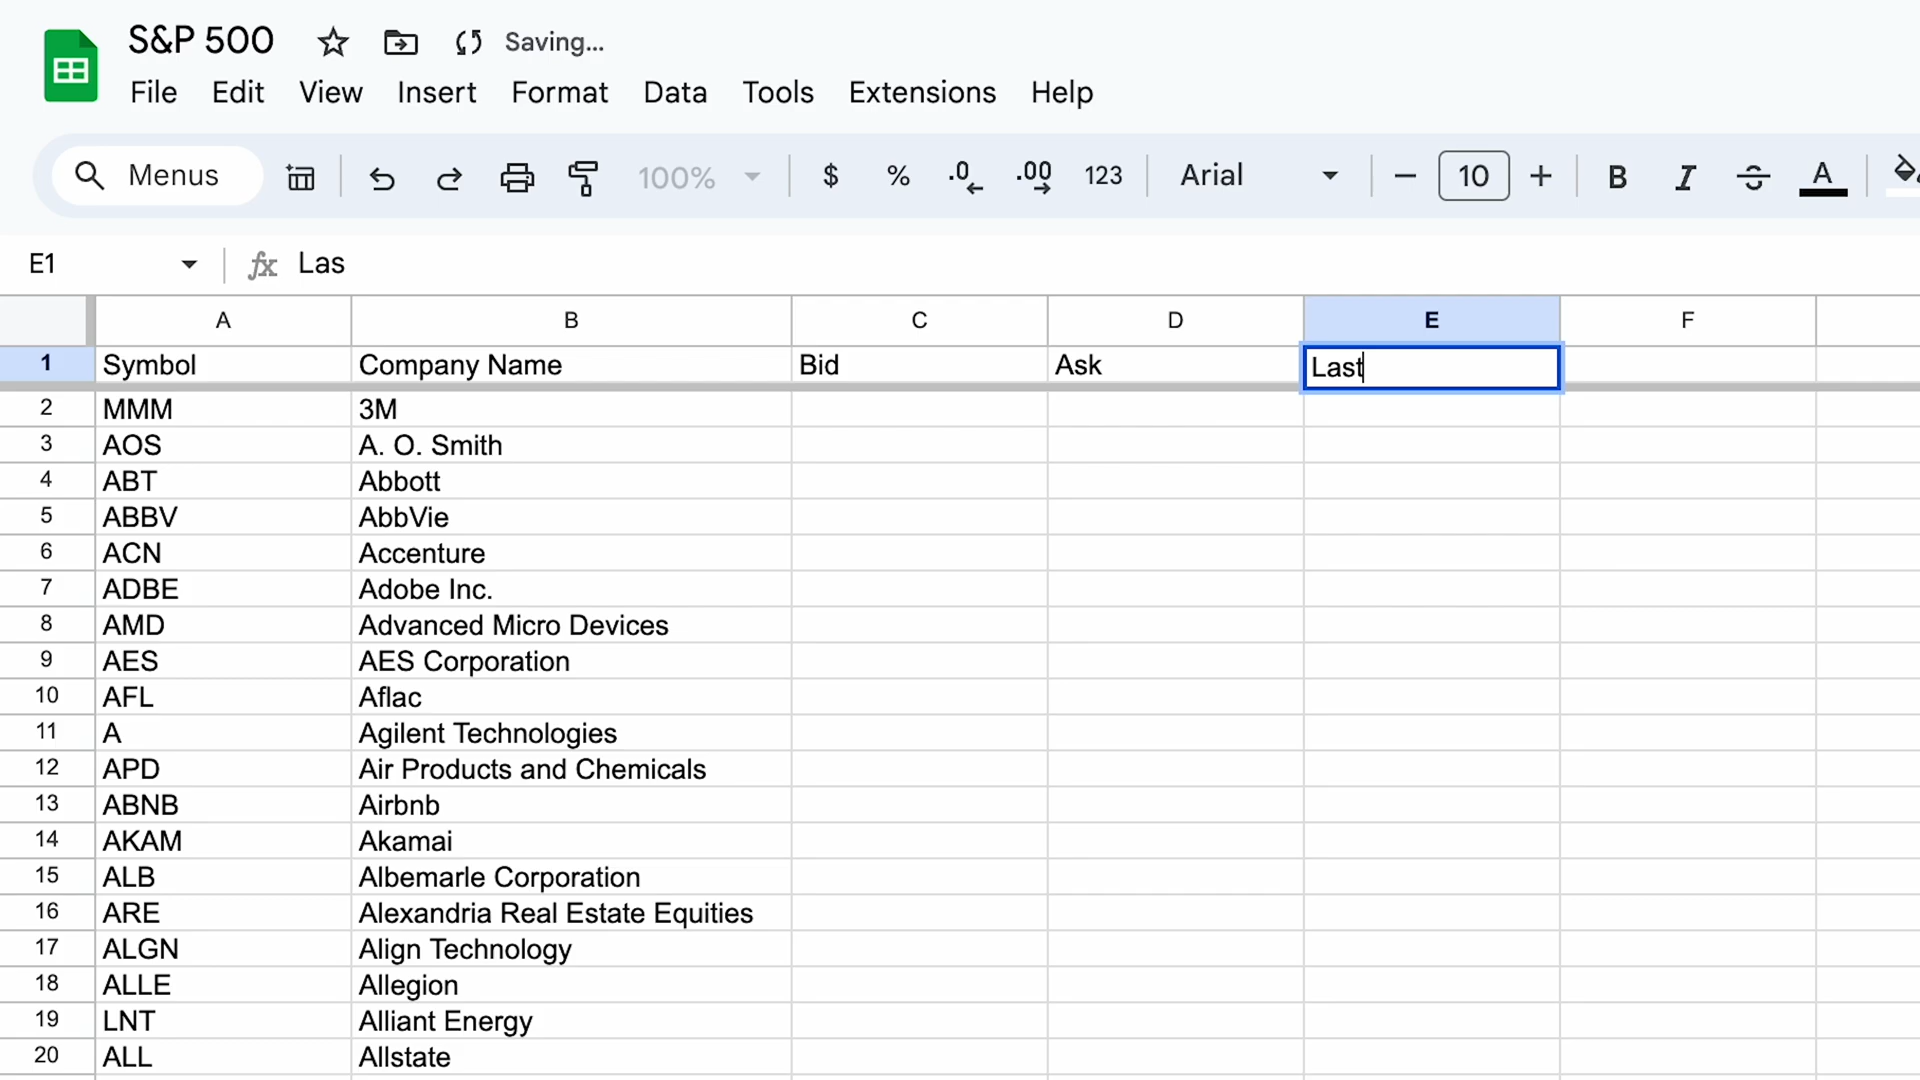 S&P 500 Saving...
File Edit View Insert Format Data Tools Extensions Help
Menus 100% $ % .0 .00 123 Arial 10 B I S A
E1 fx Las
A B C D E F
1 Symbol Company Name Bid Ask Last
2 MMM 3M
3 AOS A. O. Smith
4 ABT Abbott
5 ABBV AbbVie
6 ACN Accenture
7 ADBE Adobe Inc.
8 AMD Advanced Micro Devices
9 AES AES Corporation
10 AFL Aflac
11 A Agilent Technologies
12 APD Air Products and Chemicals
13 ABNB Airbnb
14 AKAM Akamai
15 ALB Albemarle Corporation
16 ARE Alexandria Real Estate Equities
17 ALGN Align Technology
18 ALLE Allegion
19 LNT Alliant Energy
20 ALL Allstate